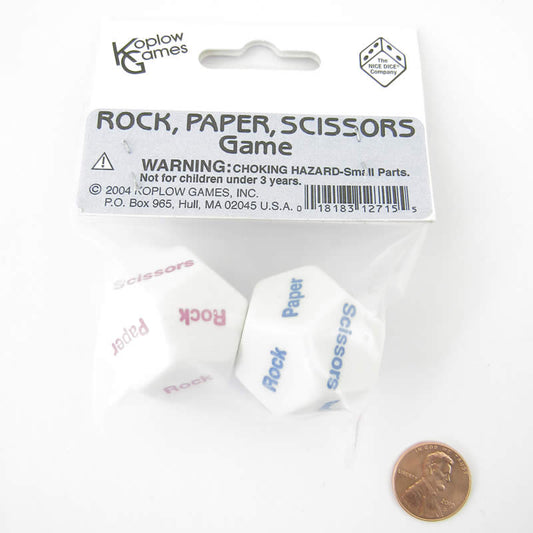 Koplow
Games
The
NICE DICE®
Company
ROCK, PAPER, SCISSORS
Game
WARNING: CHOKING HAZARD-Small Parts.
Not for children under 3 years.
© 2004 KOPLOW GAMES, INC.
P.O. Box 965, Hull, MA 02045 U.S.A.
0 18183 12715 5
Scissors
Rock
Paper
Rock
Paper
Scissors
Rock